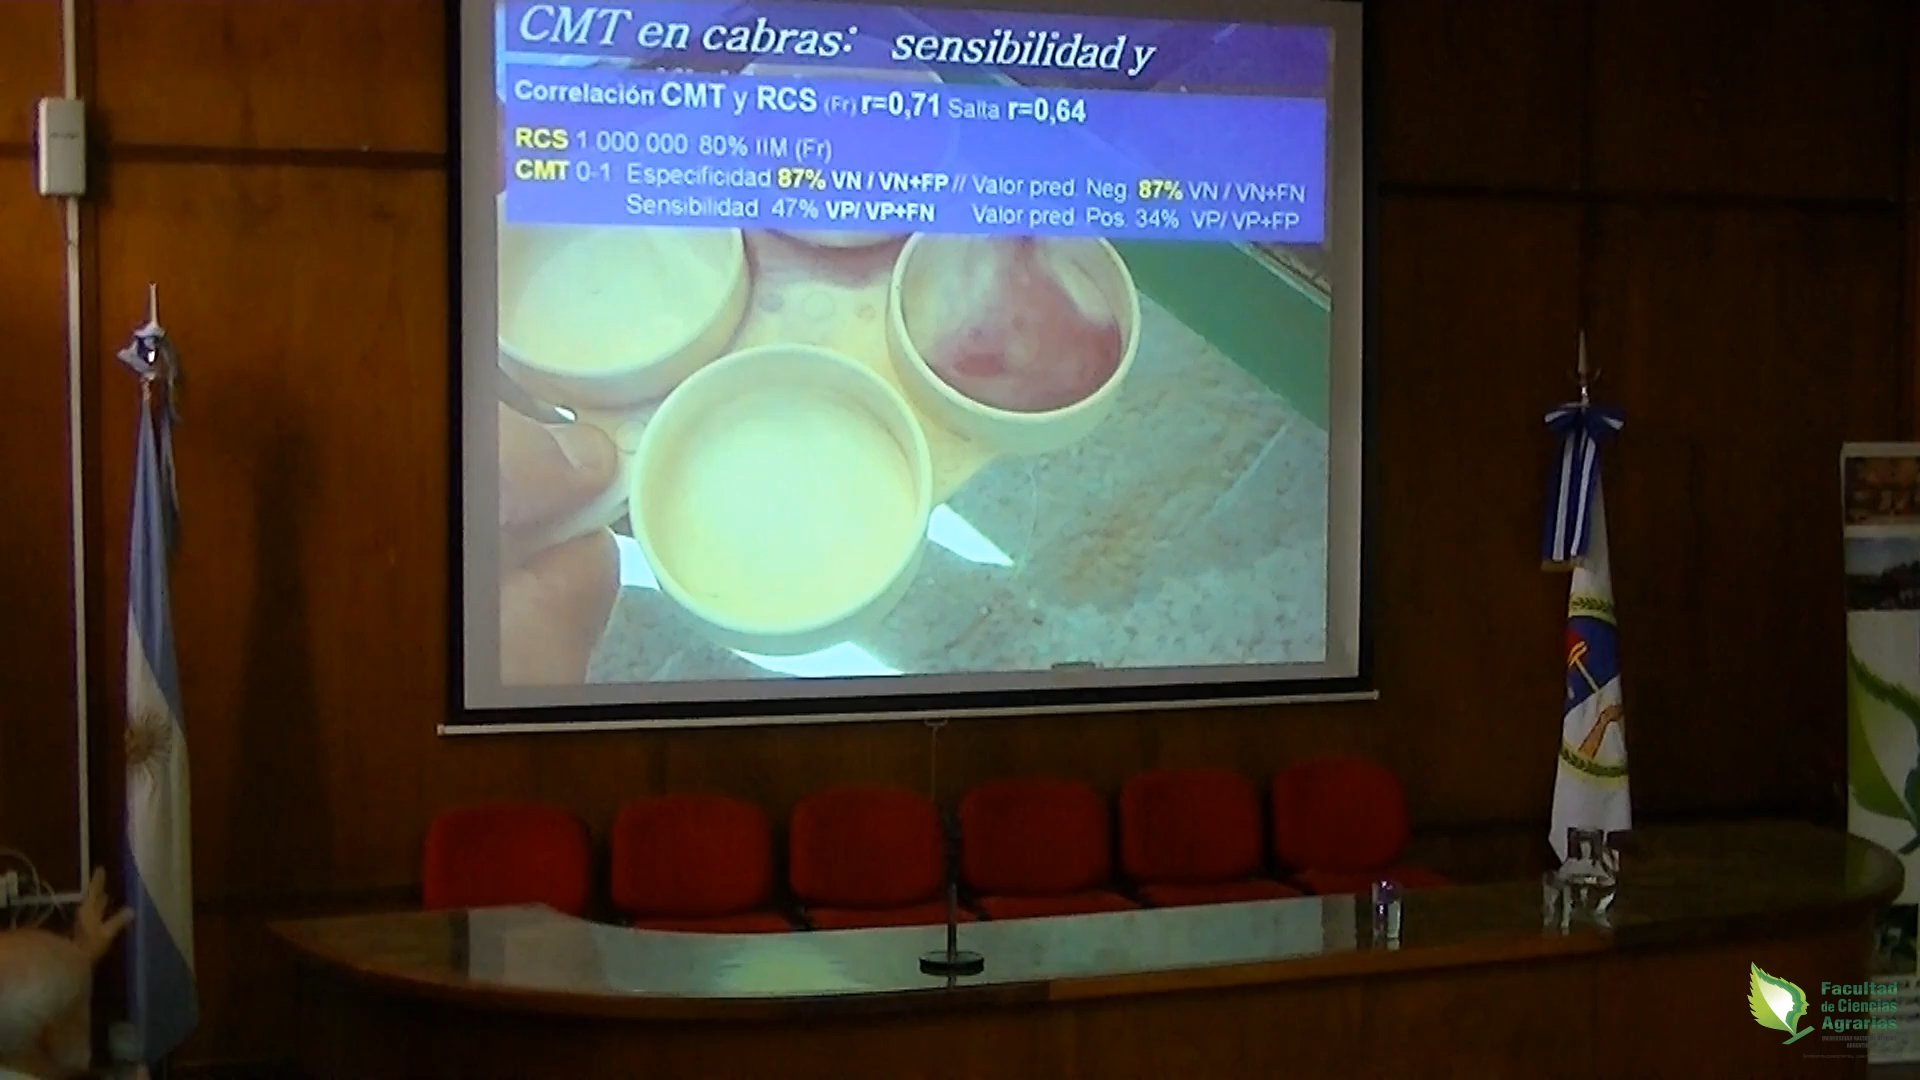 CMT en cabras: sensibilidad y
Correlación CMT y RCS (Fr) r=0,71 Salta r=0,64
RCS 1 000 000 80% IIM (Fr)
CMT 0-1 Especificidad 87% VN / VN+FP // Valor pred. Neg. 87% VN / VN+FN
Sensibilidad 47% VP/ VP+FN Valor pred. Pos. 34% VP/ VP+FP
Facultad
de Ciencias
Agrarias